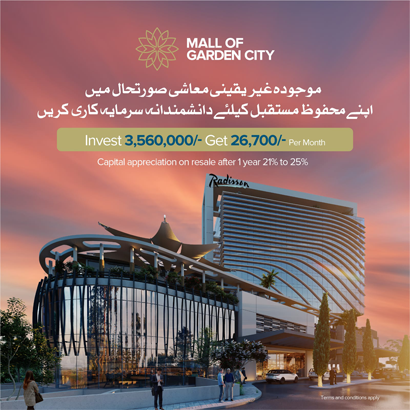 MALL OF
GARDEN CITY
موجودہ غیر یقینی معاشی صورتحال میں
اپنے محفوظ مستقبل کیلئے دانشمندانہ سرمایہ کاری کریں
Invest 3,560,000/- Get 26,700/- Per Month
Capital appreciation on resale after 1 year 21% to 25%
Radisson
Terms and conditions apply